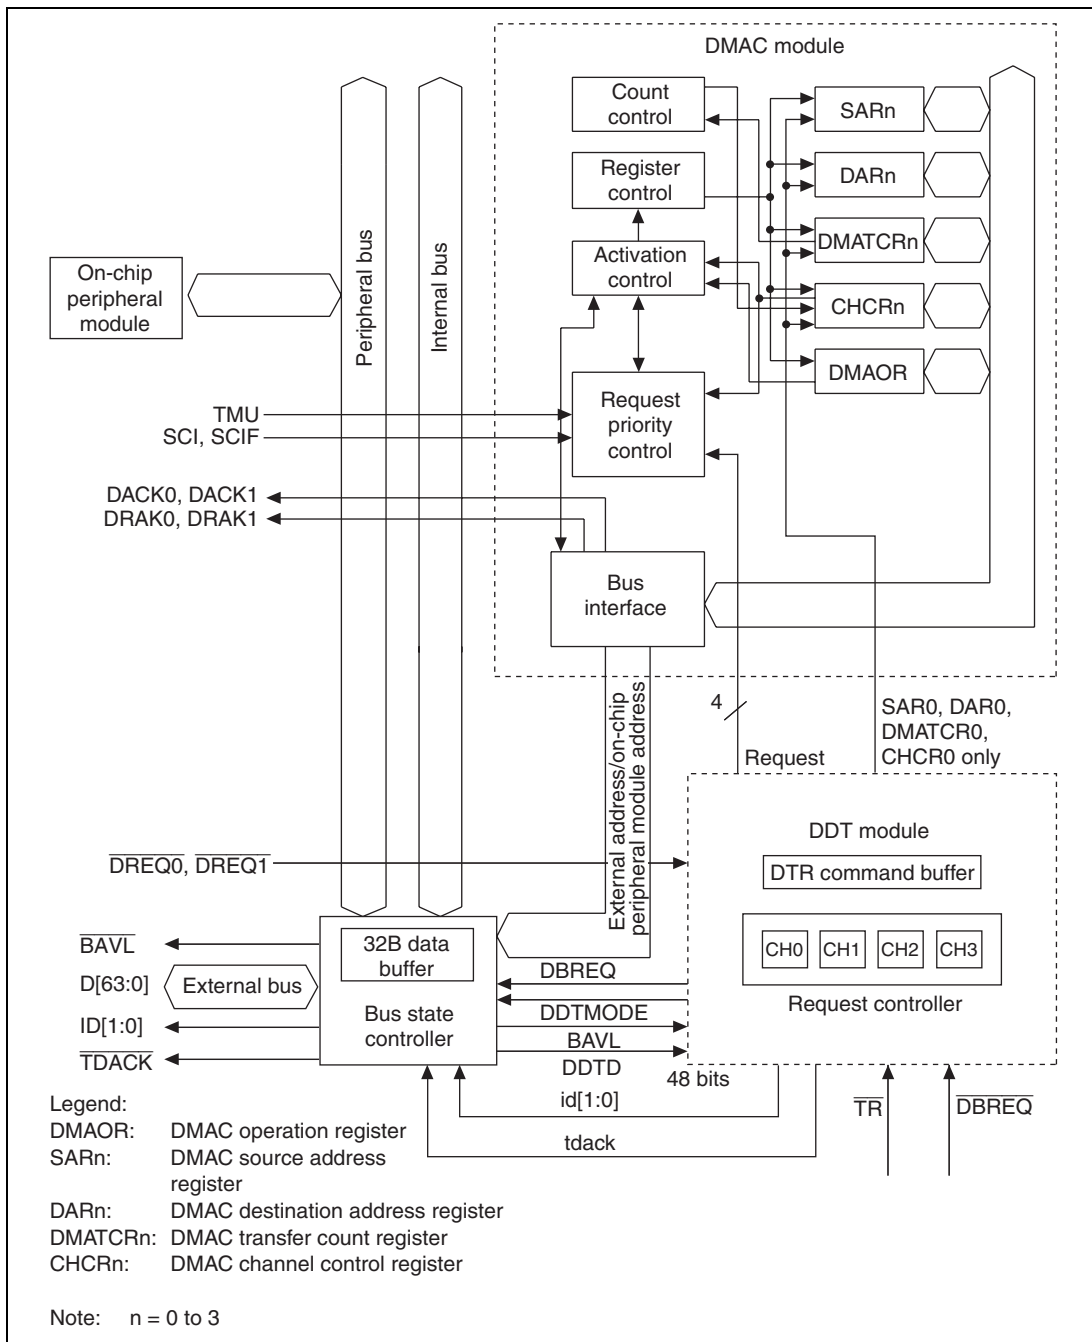 DMAC module
Count
control
SARn
Register
control
DARn
DMATCRn
Activation
control
On-chip
peripheral
module
CHCRn
Peripheral bus
Internal bus
DMAOR
Request
priority
control
TMU
SCI, SCIF
DACK0, DACK1
DRAK0, DRAK1
Bus
interface
External address/on-chip
peripheral module address
4
Request
SAR0, DAR0,
DMATCR0,
CHCR0 only
DDT module
DTR command buffer
CH0 CH1 CH2 CH3
Request controller
DREQ0, DREQ1
BAVL
32B data
buffer
D[63:0]
External bus
DBREQ
Bus state
controller
ID[1:0]
DDTMODE
BAVL
TDACK
DDTD
48 bits
id[1:0]
tdack
TR
DBREQ
Legend:
DMAOR: DMAC operation register
SARn: DMAC source address
register
DARn: DMAC destination address register
DMATCRn: DMAC transfer count register
CHCRn: DMAC channel control register
Note: n = 0 to 3